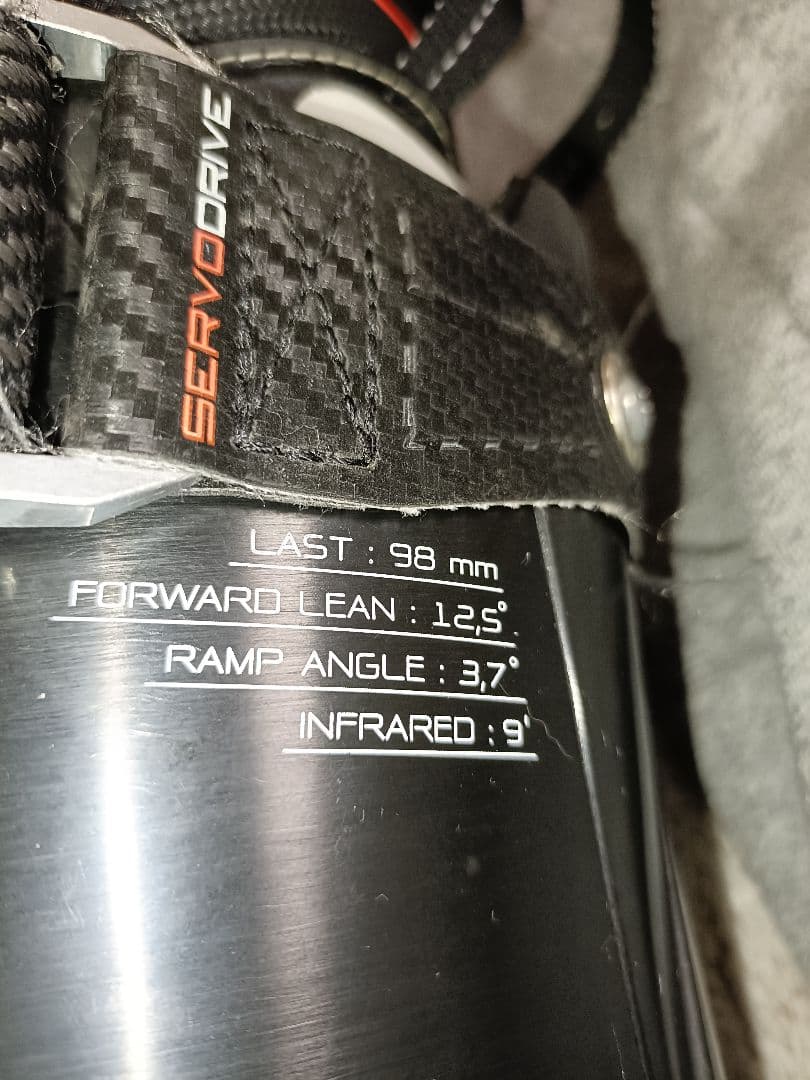 SERVODRIVE
LAST : 98 mm
FORWARD LEAN : 12,5°
RAMP ANGLE : 3,7°
INFRARED : 9'